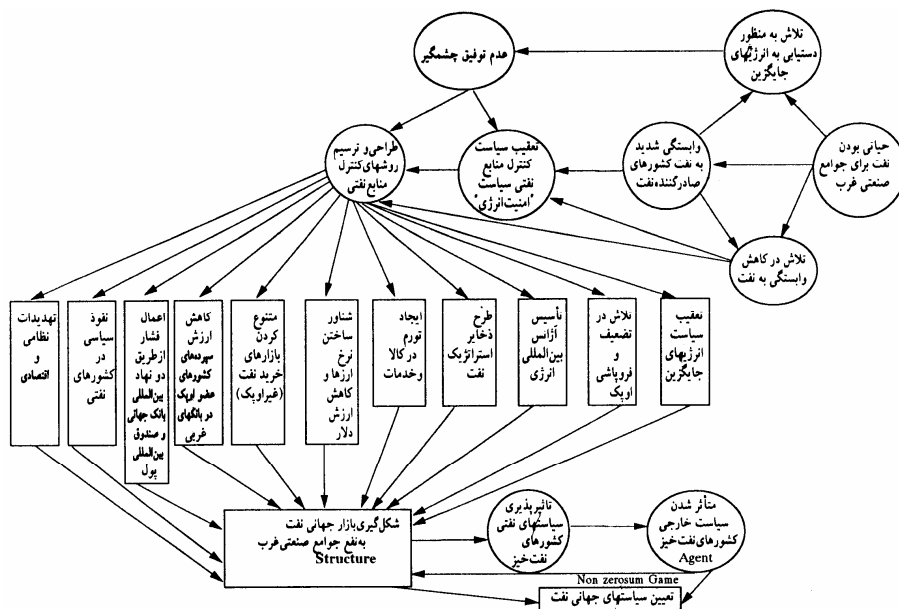 تلاش به منظور
دستیابی به انرژیهای
جایگزین
عدم توفیق چشمگیر
حیاتی بودن
نفت برای جوامع
صنعتی غرب
وابستگی شدید
به نفت کشورهای
صادرکننده نفت
تعقیب سیاست
کنترل منابع
نفتی سیاست
"امنیت انرژی"
طراحی و ترسیم
روشهای کنترل
منابع نفتی
تلاش در کاهش
وابستگی به نفت
تعقیب
سیاست
انرژیهای
جایگزین
تلاش در
تضعیف
و
فروپاشی
اوپک
تأسیس
آژانس
بین‌المللی
انرژی
طرح
ذخایر
استراتژیک
نفت
ایجاد
تورم
در کالا
و خدمات
شناور
ساختن
نرخ
ارزها و
کاهش
ارزش
دلار
متنوع
کردن
بازارهای
خرید نفت
(غیراوپک)
کاهش
ارزش
سپرده‌های
کشورهای
عضو اوپک
در بانگهای
غربی
اعمال
فشار
از طریق
دو نهاد
بین‌المللی
بانک جهانی
و صندوق
بین‌المللی
پول
نفوذ
سیاسی
در
کشورهای
نفتی
تهدیدات
نظامی
و
اقتصادی
متأثر شدن
سیاست خارجی
کشورهای نفت خیز
Agent
تاثیرپذیری
سیاستهای نفتی
کشورهای
نفت خیز
شکل‌گیری بازار جهانی نفت
به نفع جوامع صنعتی غرب
Structure
Non zerosum Game
تعیین سیاستهای جهانی نفت